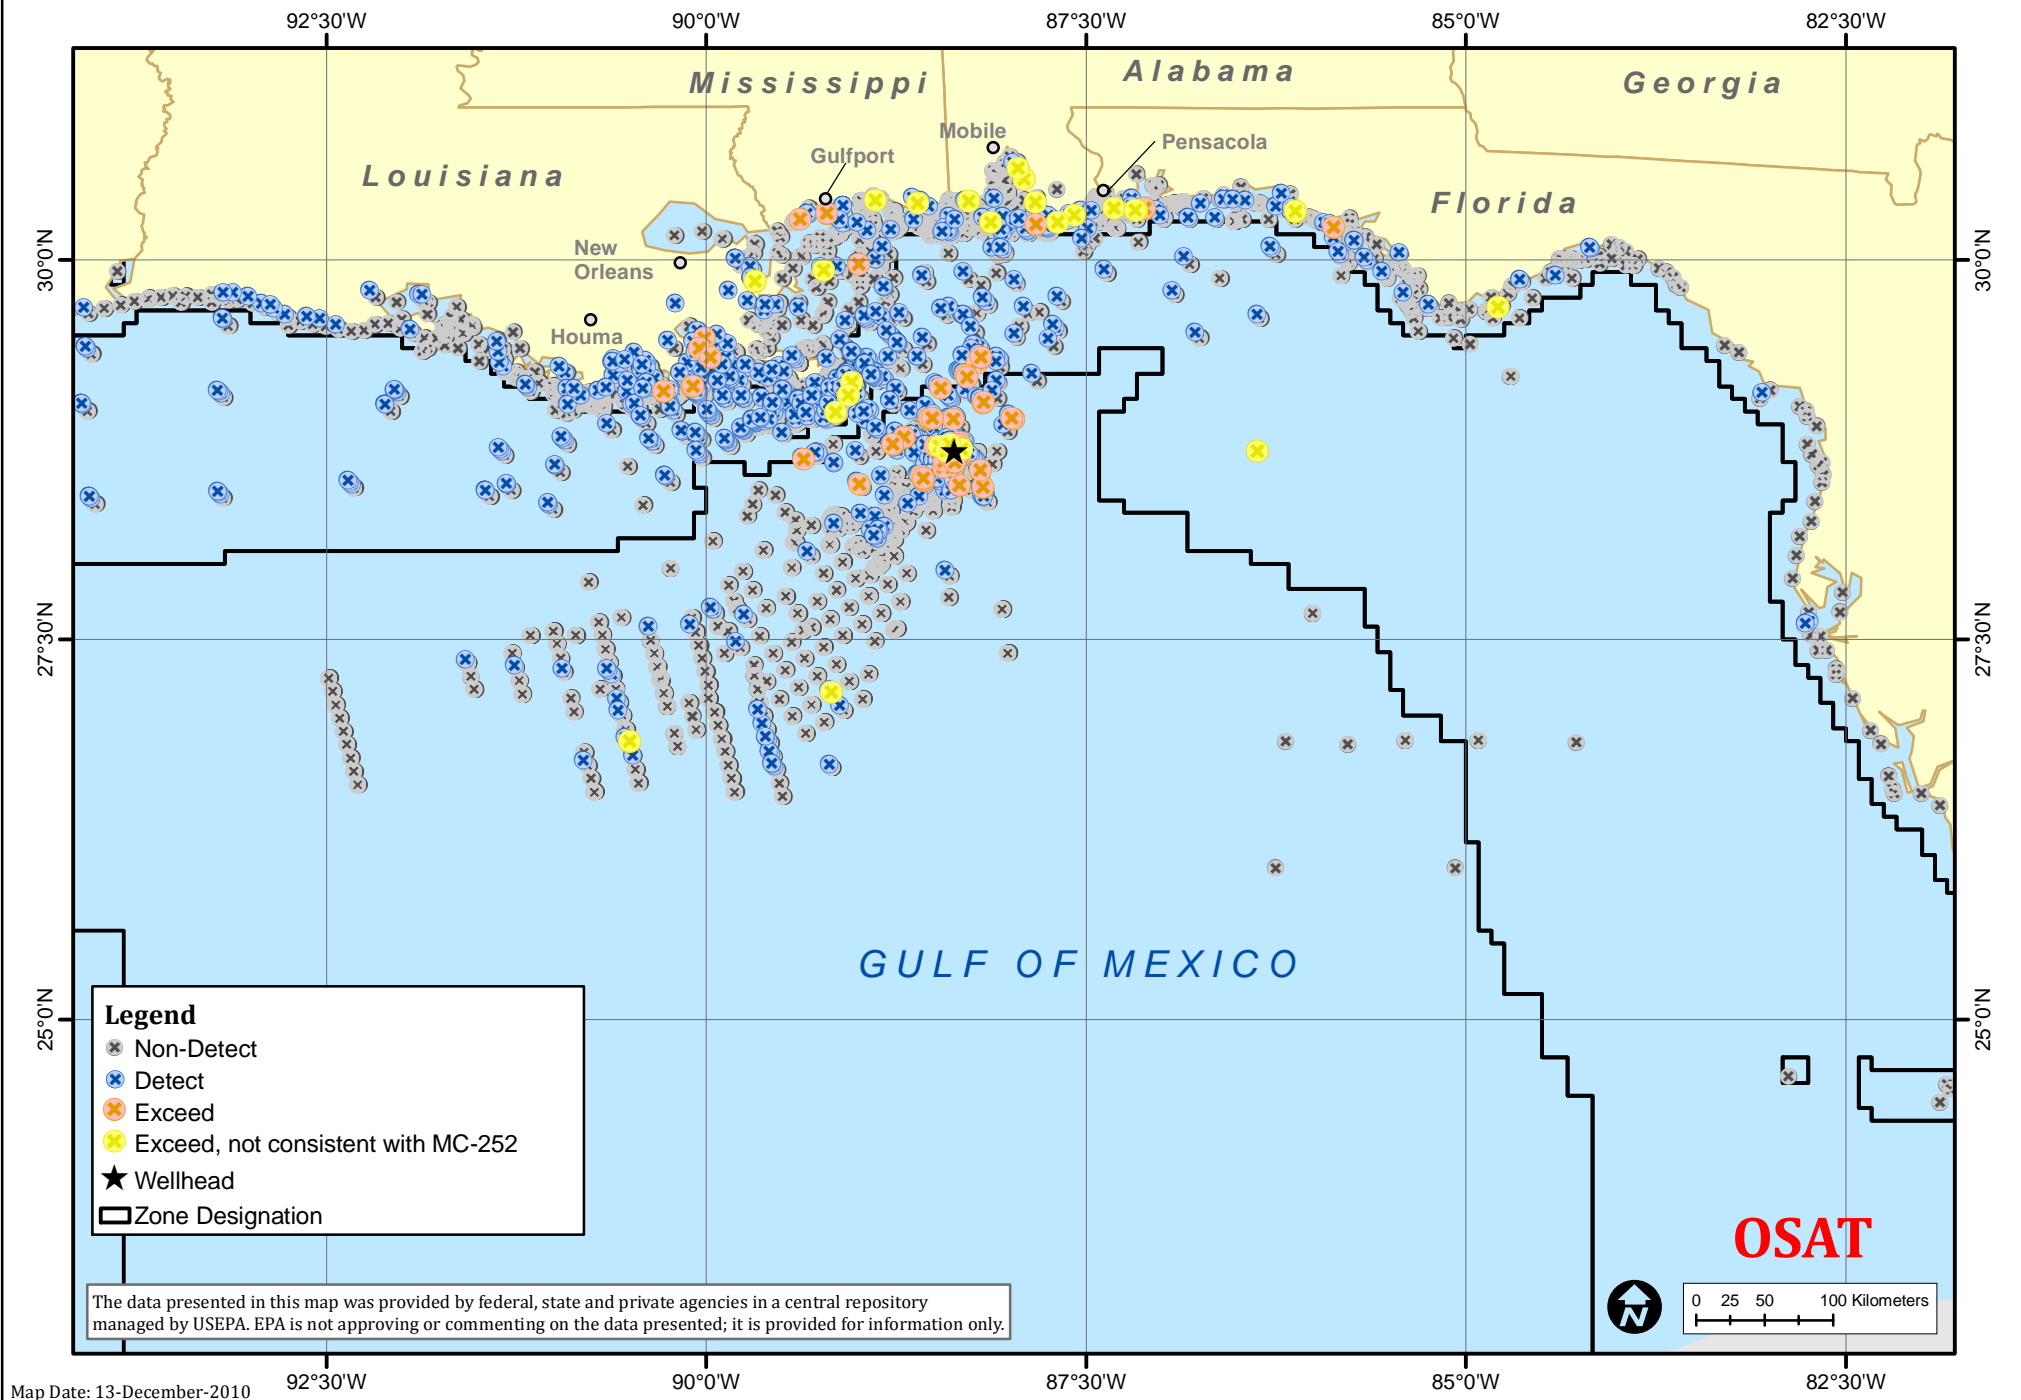 92°30'W 90°0'W 87°30'W 85°0'W 82°30'W
Mississippi
Alabama
Georgia
Mobile
Pensacola
Gulfport
Louisiana
Florida
New
Orleans
30°0'N
30°0'N
Houma
27°30'N
27°30'N
GULF OF MEXICO
25°0'N
25°0'N
Legend
Non-Detect
Detect
Exceed
Exceed, not consistent with MC-252
Wellhead
Zone Designation
OSAT
N
0 25 50 100 Kilometers
The data presented in this map was provided by federal, state and private agencies in a central repository
managed by USEPA. EPA is not approving or commenting on the data presented; it is provided for information only.
92°30'W 90°0'W 87°30'W 85°0'W 82°30'W
Map Date: 13-December-2010